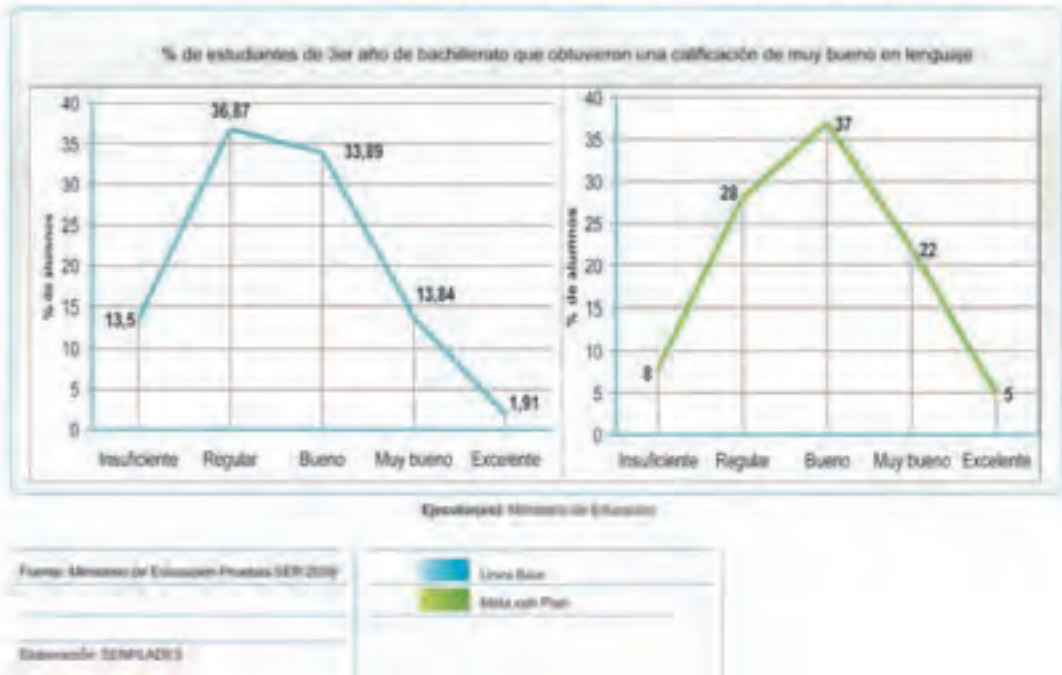 % de estudiantes de 3er año de bachillerato que obtuvieron una calificación de muy bueno en lenguaje
% de alumnos
40
35
30
25
20
15
10
5
0
13,5
36,87
33,89
13,84
1,91
Insuficiente Regular Bueno Muy bueno Excelente
% de alumnos
40
35
30
25
20
15
10
5
0
8
28
37
22
5
Insuficiente Regular Bueno Muy bueno Excelente
Ministerio de Educación
Fuente: Ministerio de Educación Pruebas SER
Elaboración: SENPLADES
Línea Base
Meta con Plan